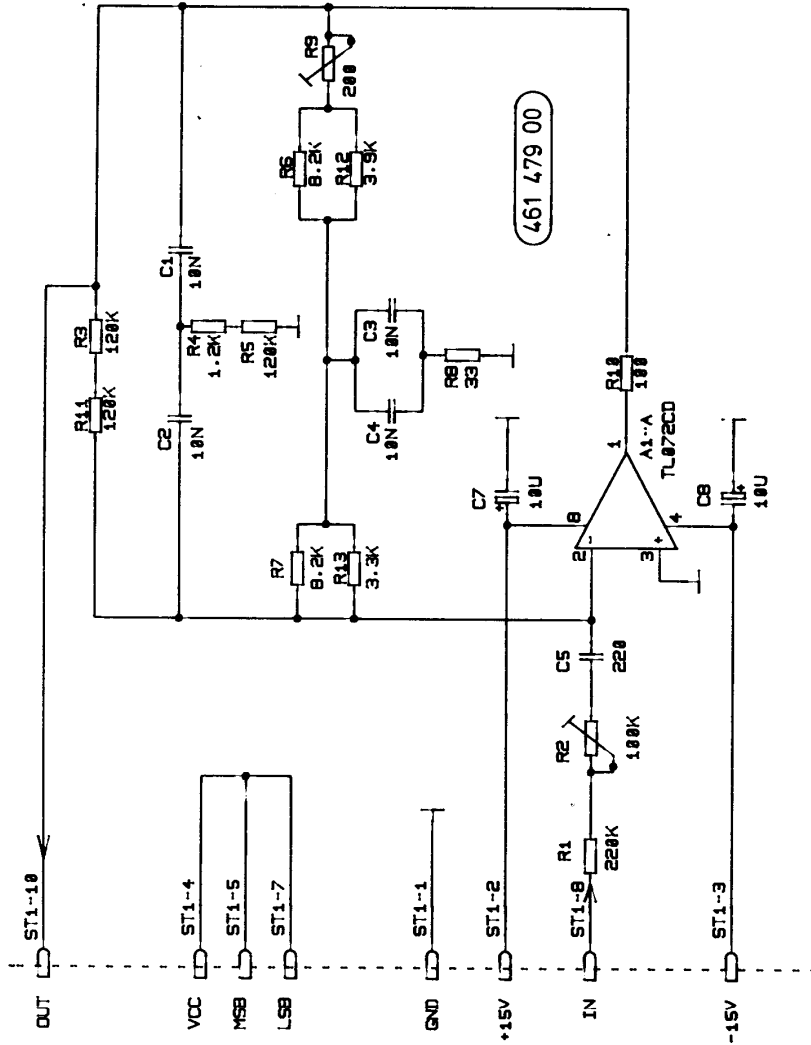 OUT
ST1-10
VCC
ST1-4
MSB
ST1-5
LSB
ST1-7
GND
ST1-1
+15V
ST1-2
IN
ST1-8
-15V
ST1-3
R3
120K
R11
120K
C1
10N
C2
10N
R4
1.2K
R5
120K
R9
200
R6
8.2K
R12
3.9K
C3
10N
C4
10N
R8
33
R7
8.2K
R13
3.3K
461 479 00
C7
+
10U
R10
100
A1-A
TL072CD
1
2
-
3
+
8
4
C8
+
10U
C5
220
R2
100K
R1
220K